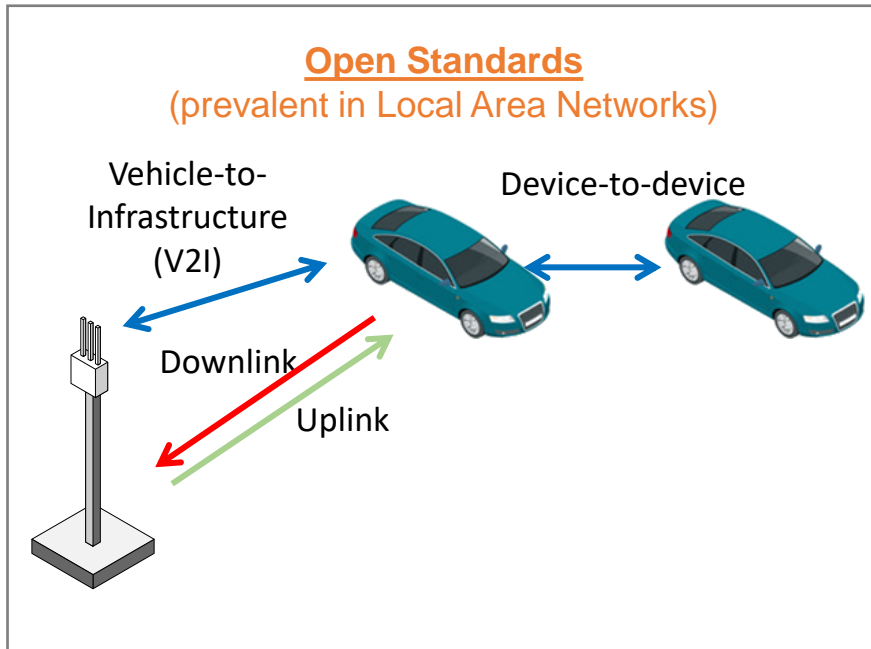 Open Standards
(prevalent in Local Area Networks)
Vehicle-to-
Infrastructure
(V2I)
Device-to-device
Downlink
Uplink